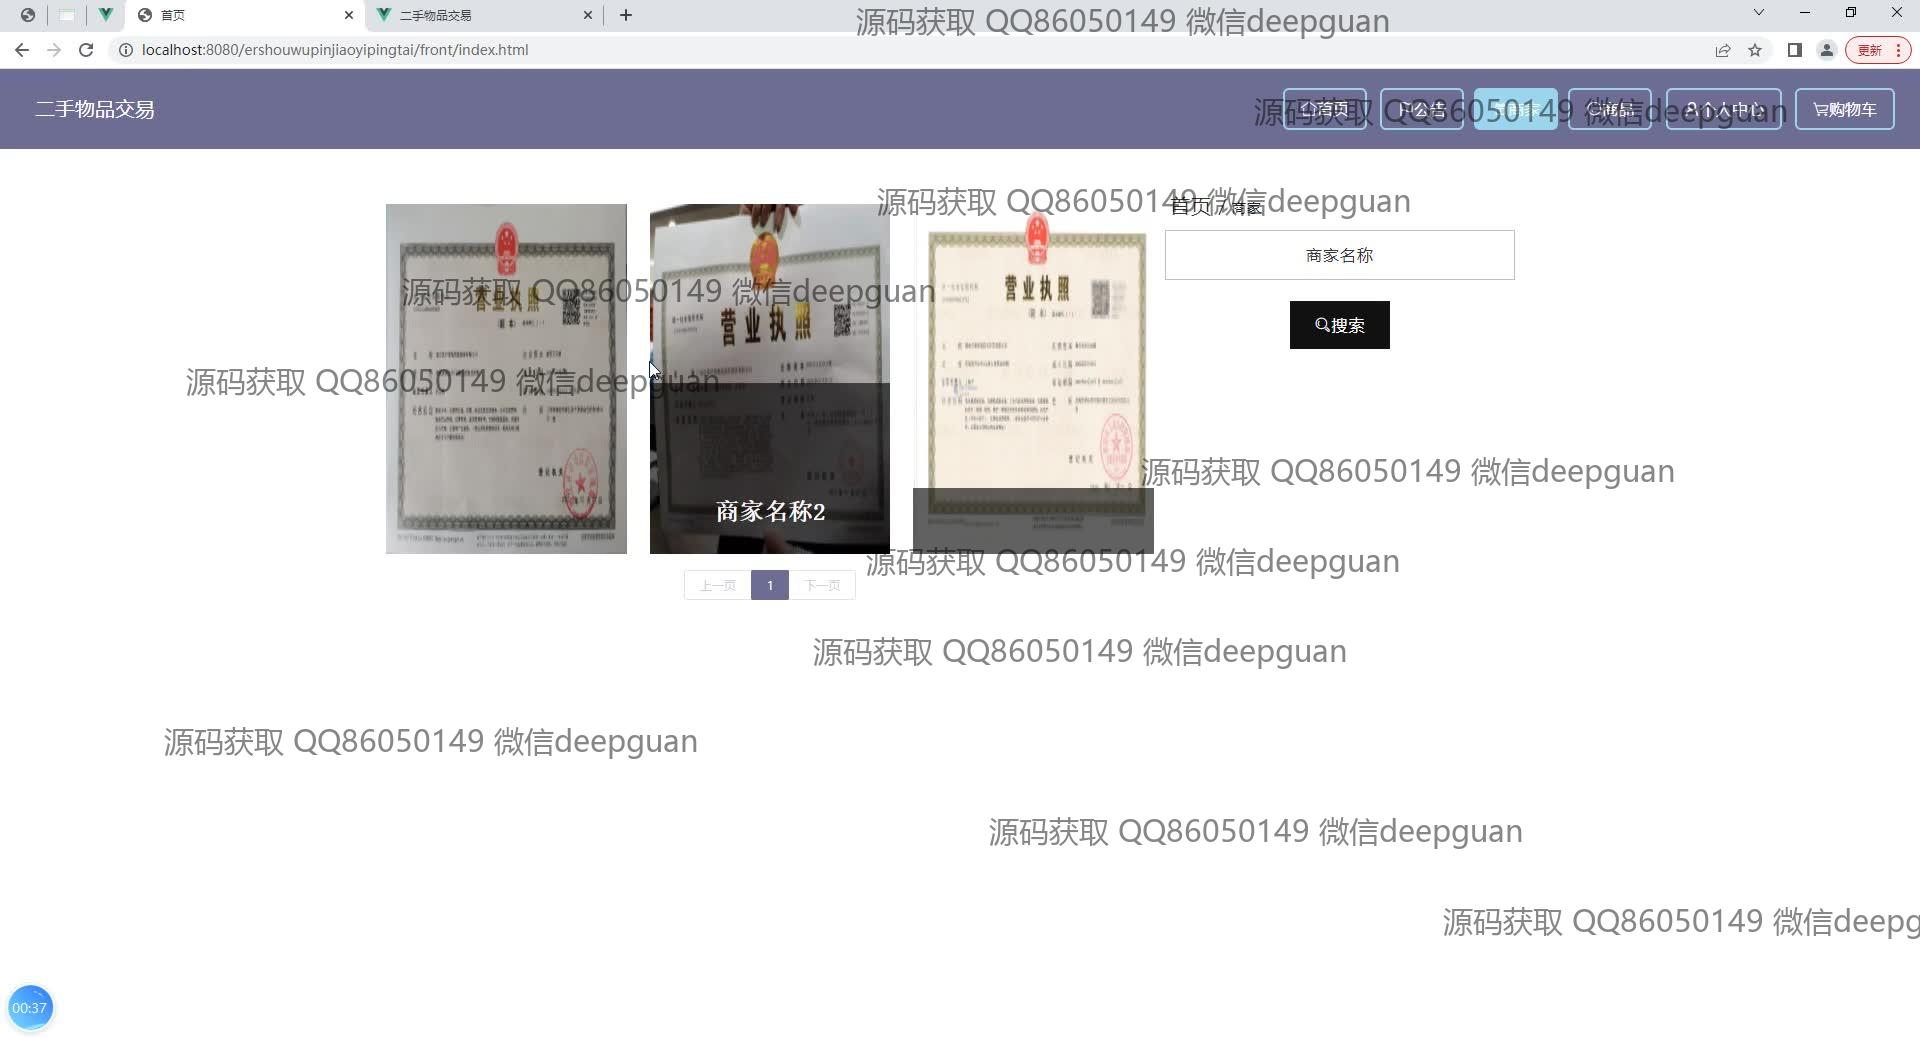 首页
二手物品交易
源码获取 QQ86050149 微信deepguan
localhost:8080/ershouwupinjiaoyipingtai/front/index.html
更新
二手物品交易
首页
公告
商家
商品
个人中心
购物车
源码获取 QQ86050149 微信deepguan
源码获取 QQ86050149 微信deepguan
首页 / 商家
商家名称
搜索
营业执照
营业执照
营业执照
源码获取 QQ86050149 微信deepguan
源码获取 QQ86050149 微信deepguan
源码获取 QQ86050149 微信deepguan
商家名称2
源码获取 QQ86050149 微信deepguan
上一页
1
下一页
源码获取 QQ86050149 微信deepguan
源码获取 QQ86050149 微信deepguan
源码获取 QQ86050149 微信deepguan
源码获取 QQ86050149 微信deepg
00:37